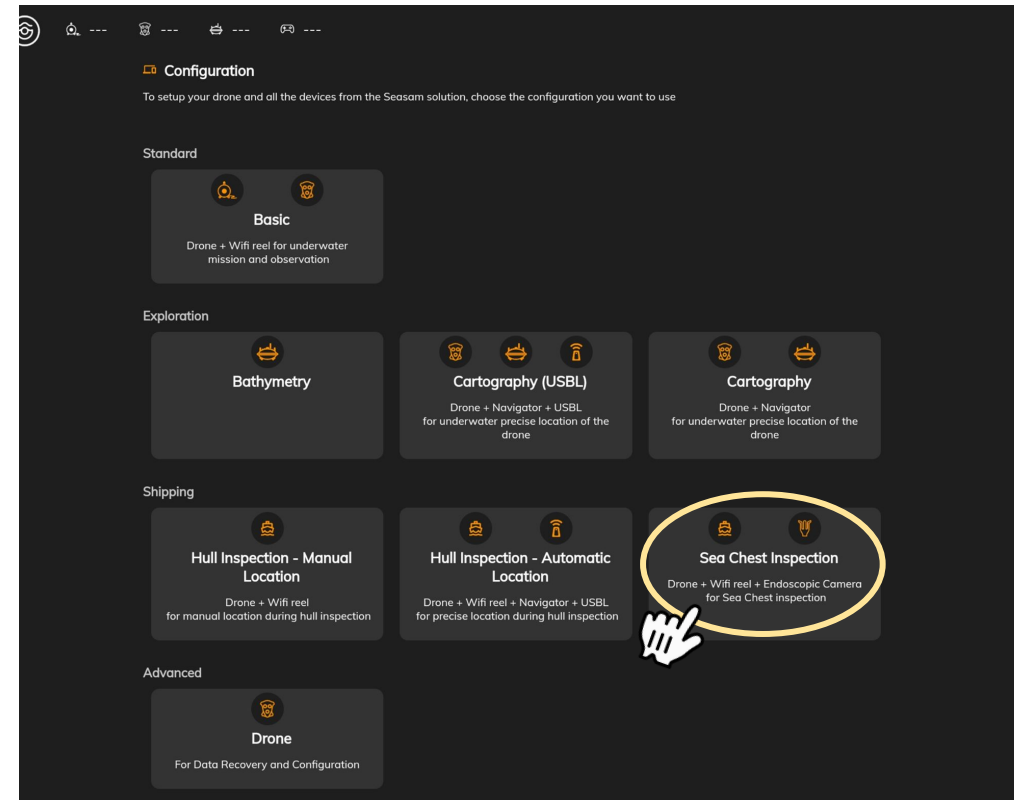 --- --- --- ---
Configuration
To setup your drone and all the devices from the Seasam solution, choose the configuration you want to use
Standard
Basic
Drone + Wifi reel for underwater
mission and observation
Exploration
Bathymetry
Cartography (USBL)
Drone + Navigator + USBL
for underwater precise location of the
drone
Cartography
Drone + Navigator
for underwater precise location of the
drone
Shipping
Hull Inspection - Manual
Location
Drone + Wifi reel
for manual location during hull inspection
Hull Inspection - Automatic
Location
Drone + Wifi reel + Navigator + USBL
for precise location during hull inspection
Sea Chest Inspection
Drone + Wifi reel + Endoscopic Camera
for Sea Chest inspection
Advanced
Drone
For Data Recovery and Configuration